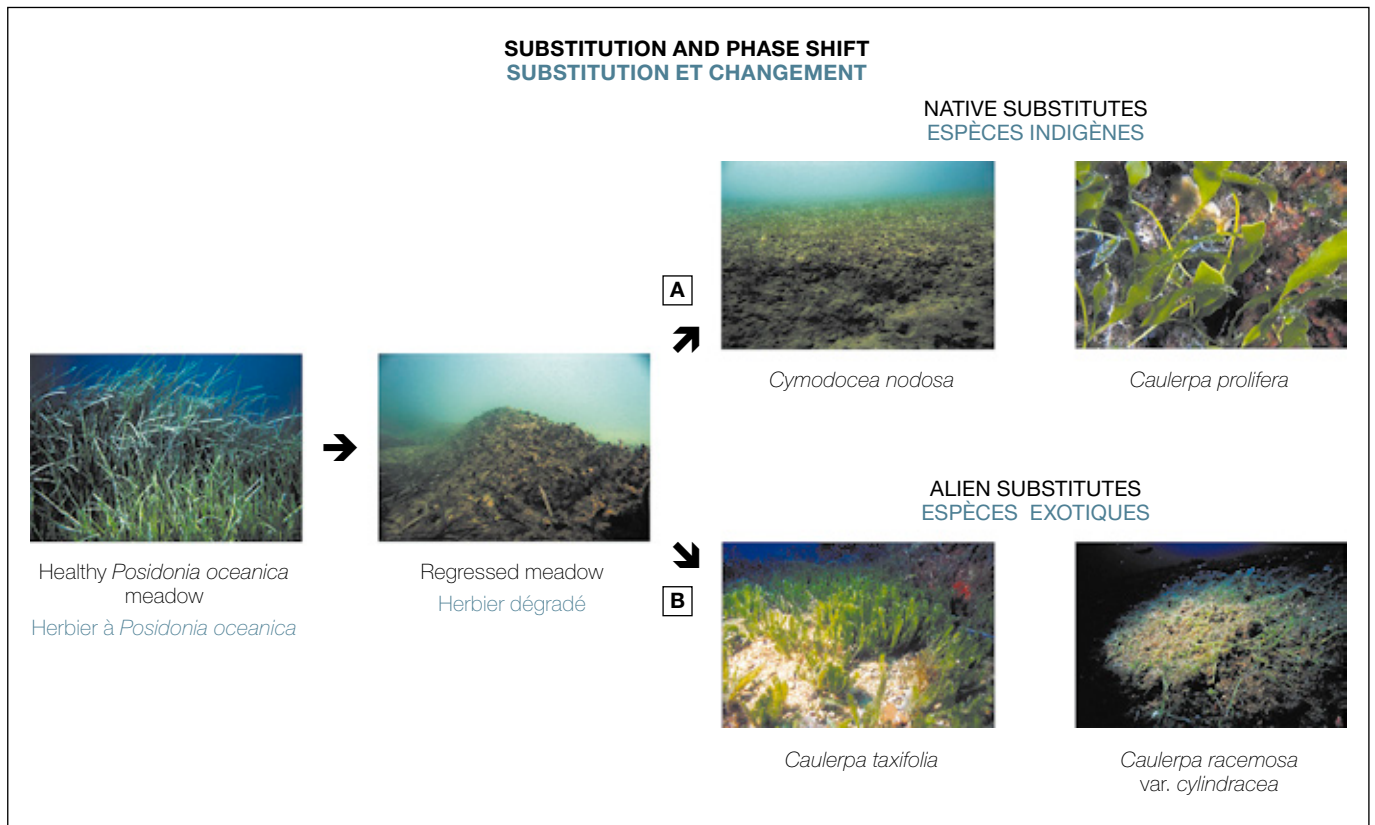 SUBSTITUTION AND PHASE SHIFT
SUBSTITUTION ET CHANGEMENT
NATIVE SUBSTITUTES
ESPÈCES INDIGÈNES
A
Cymodocea nodosa
Caulerpa prolifera
Healthy Posidonia oceanica
meadow
Herbier à Posidonia oceanica
Regressed meadow
Herbier dégradé
ALIEN SUBSTITUTES
ESPÈCES EXOTIQUES
B
Caulerpa taxifolia
Caulerpa racemosa
var. cylindracea